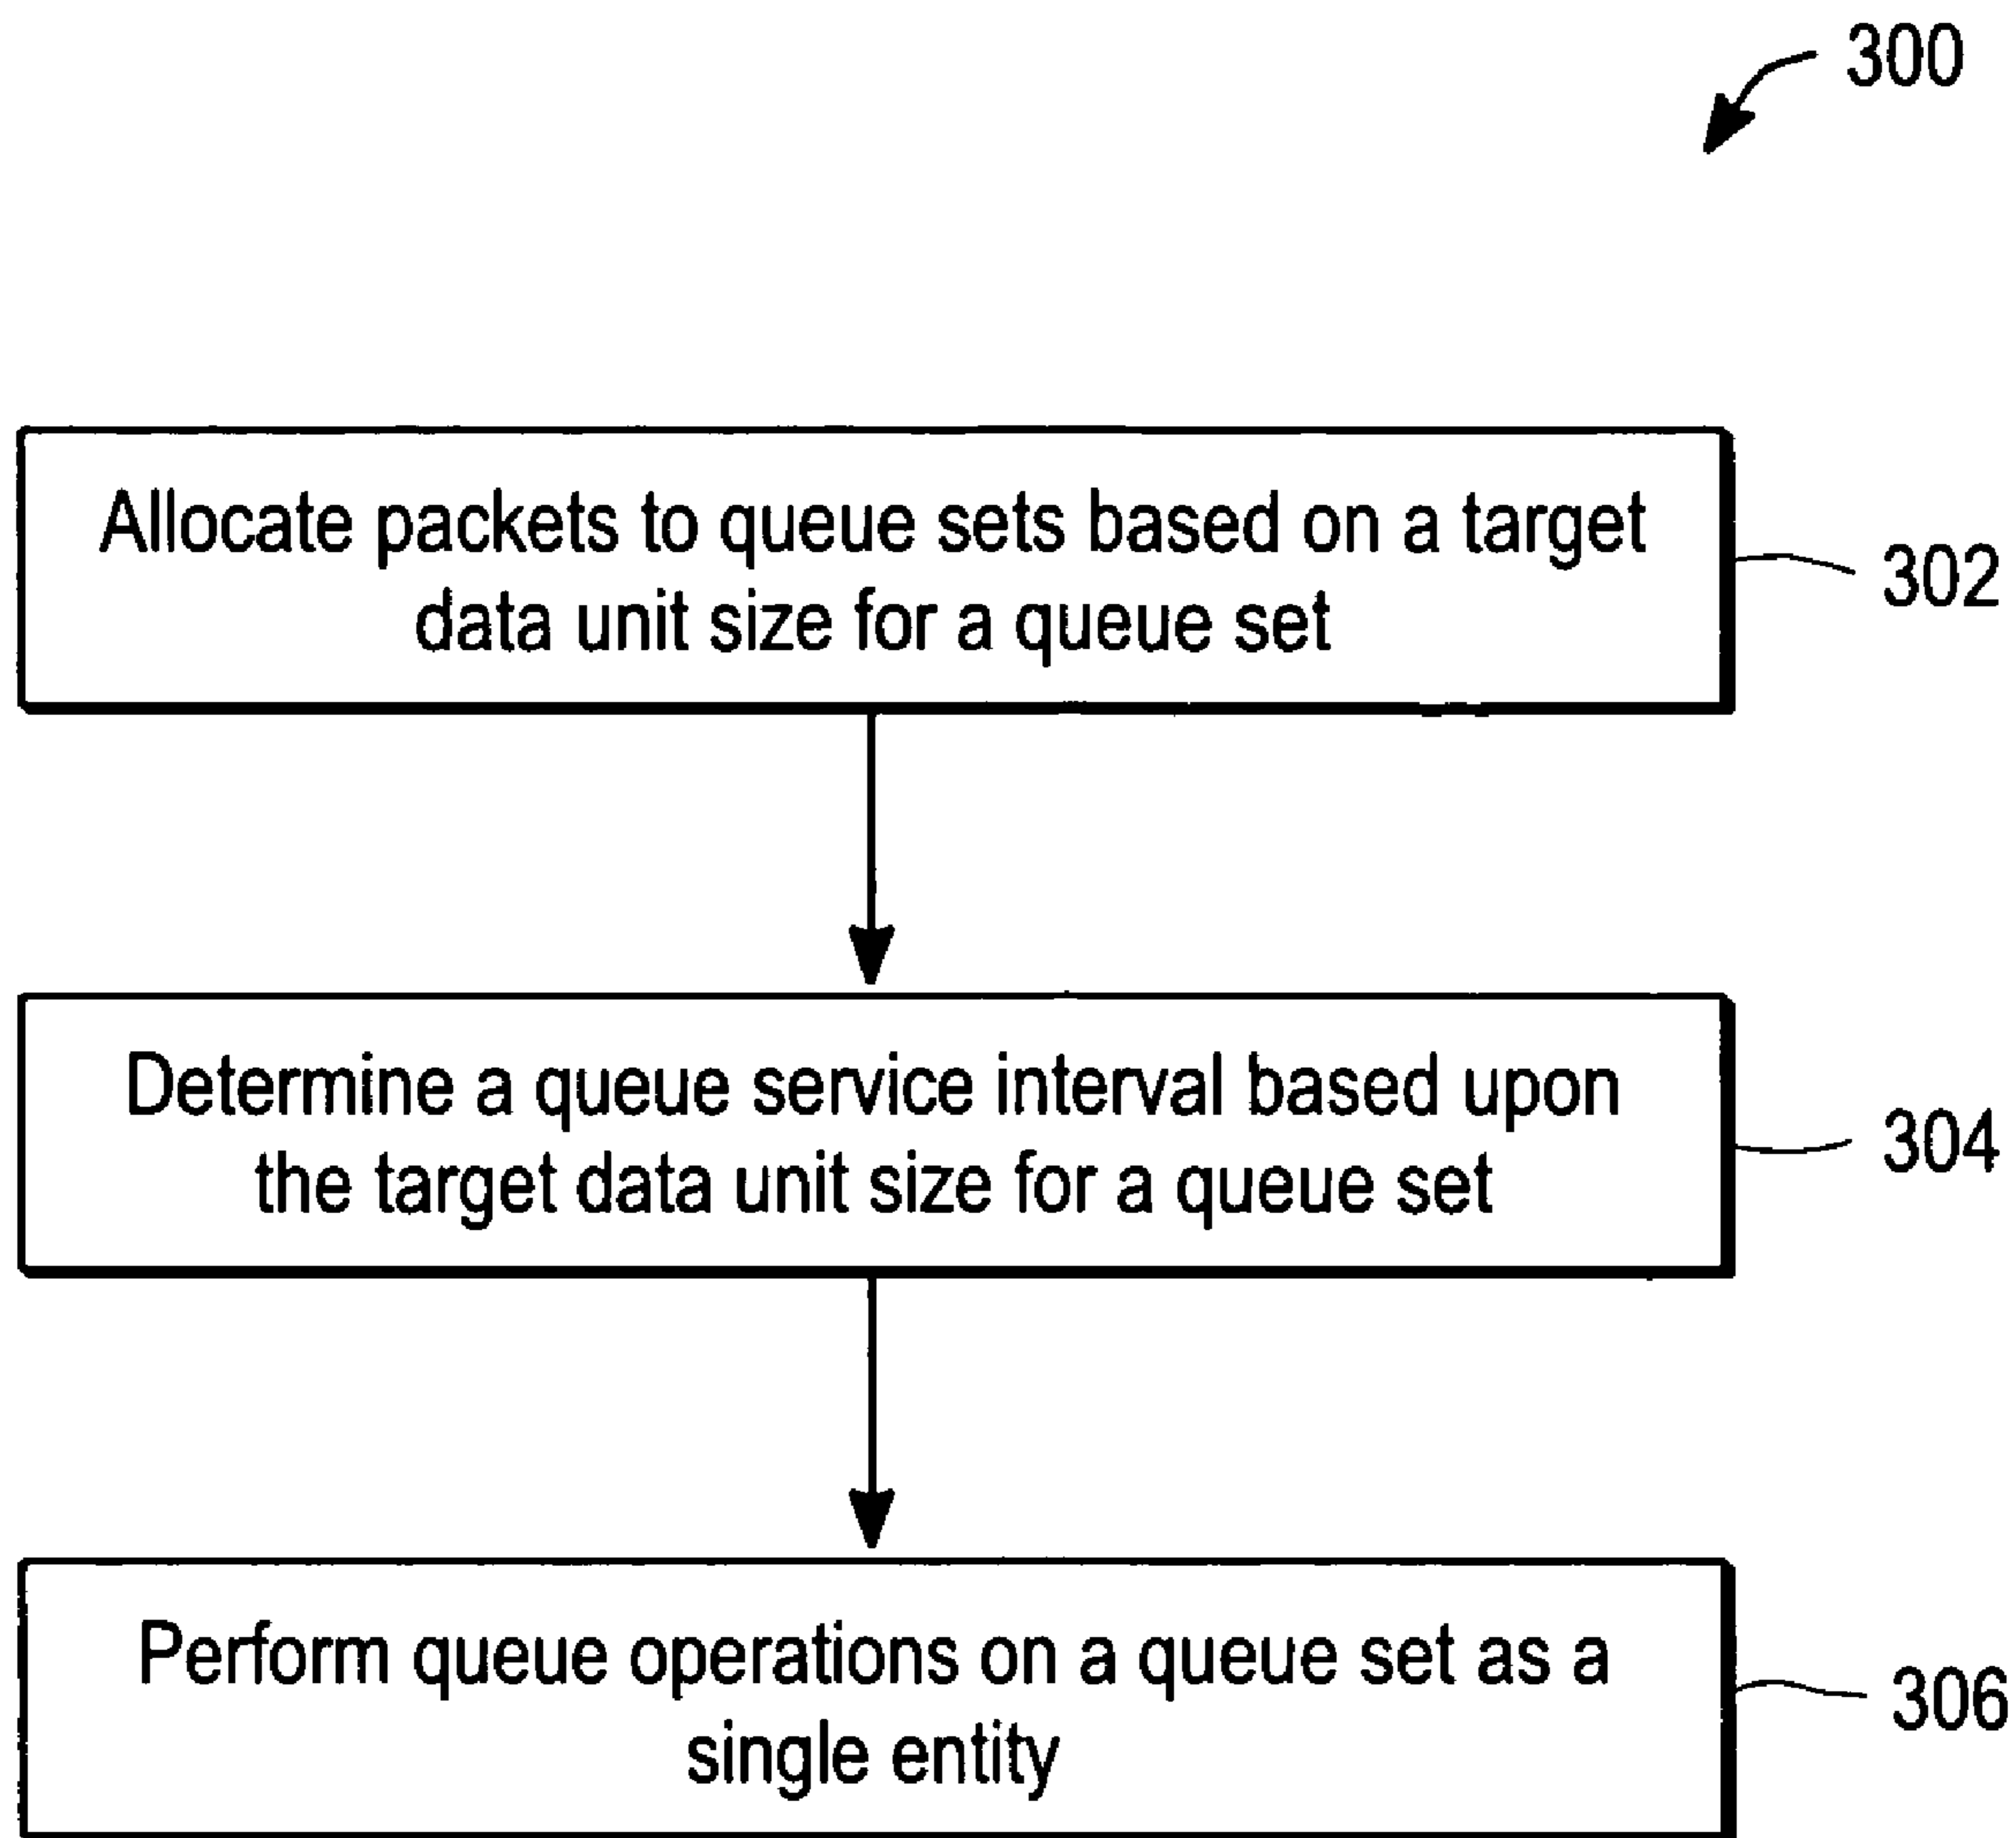 300
Allocate packets to queue sets based on a target
data unit size for a queue set
302
Determine a queue service interval based upon
the target data unit size for a queue set
304
Perform queue operations on a queue set as a
single entity
306